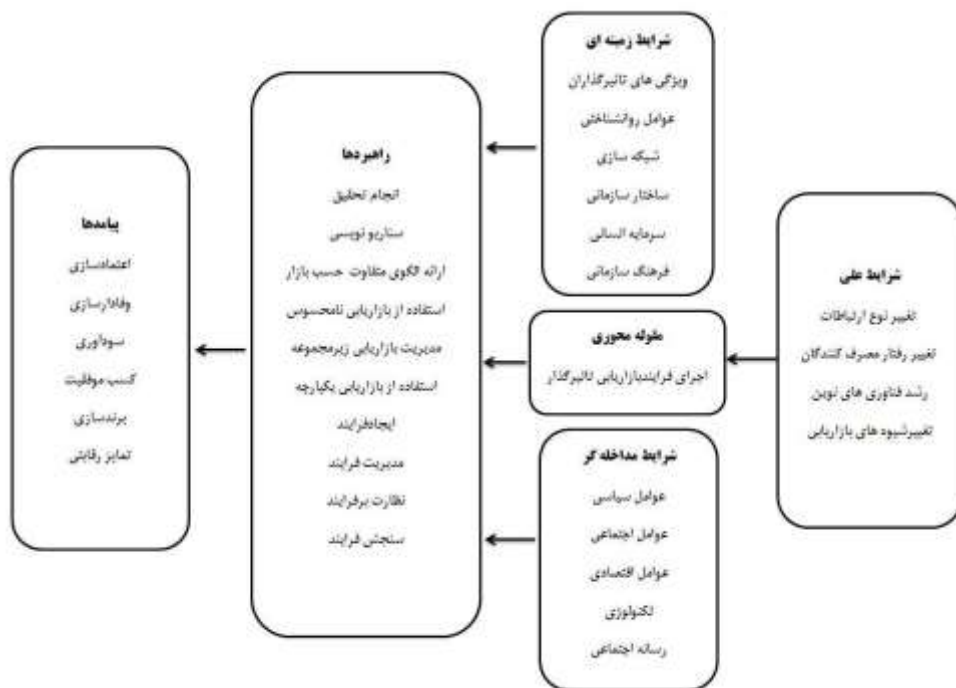 شرایط علی
تغییر نوع ارتباطات
تغییر رفتار مصرف کنندگان
رشد فناوری های نوین
تغییرشیوه های بازاریابی
شرایط زمینه ای
ویژگی های تاثیرگذاران
عوامل روانشناختی
شبکه سازی
ساختار سازمانی
سرمایه انسانی
فرهنگ سازمانی
مقوله محوری
اجرای فرایندبازاریابی تاثیرگذار
شرایط مداخله گر
عوامل سیاسی
عوامل اجتماعی
عوامل اقتصادی
تکنولوژی
رسانه اجتماعی
راهبردها
انجام تحقیق
سناریو نویسی
ارائه الگوی متفاوت حسب بازار
استفاده از بازاریابی نامحسوس
مدیریت بازاریابی زیرمجموعه
استفاده از بازاریابی یکپارچه
ایجادفرایند
مدیریت فرایند
نظارت برفرایند
سنجش فرایند
پیامدها
اعتمادسازی
وفادارسازی
سودآوری
کسب موفقیت
برندسازی
تمایز رقابتی